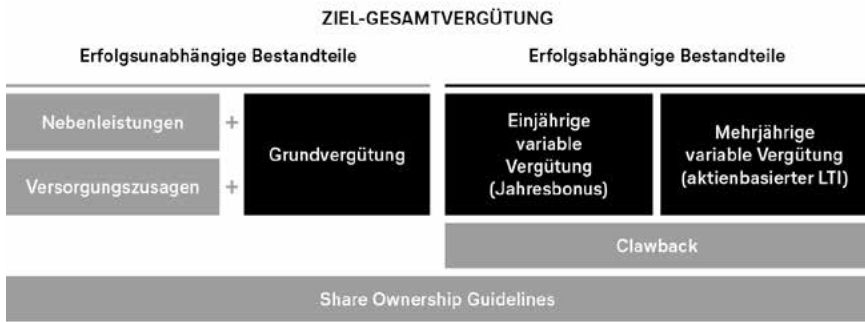 ZIEL-GESAMTVERGÜTUNG
Erfolgsunabhängige Bestandteile
Erfolgsabhängige Bestandteile
Nebenleistungen
+
Versorgungszusagen
+
Grundvergütung
Einjährige
variable
Vergütung
(Jahresbonus)
Mehrjährige
variable Vergütung
(aktienbasierter LTI)
Clawback
Share Ownership Guidelines